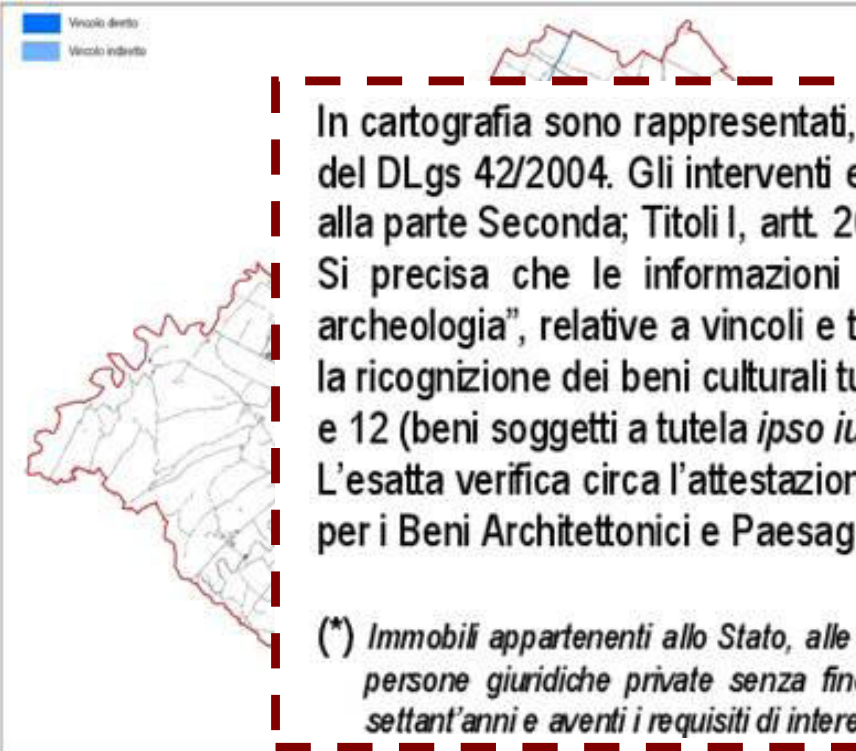 Vincolo diretto
Vincolo indiretto
In cartografia sono rappresentati,
del DLgs 42/2004. Gli interventi e
alla parte Seconda; Titoli I, artt. 20
Si precisa che le informazioni
archeologia”, relative a vincoli e t
la ricognizione dei beni culturali tu
e 12 (beni soggetti a tutela ipso iu
L’esatta verifica circa l’attestazion
per i Beni Architettonici e Paesag
(*) Immobili appartenenti allo Stato, alle
persone giuridiche private senza fine
settant’anni e aventi i requisiti di intere